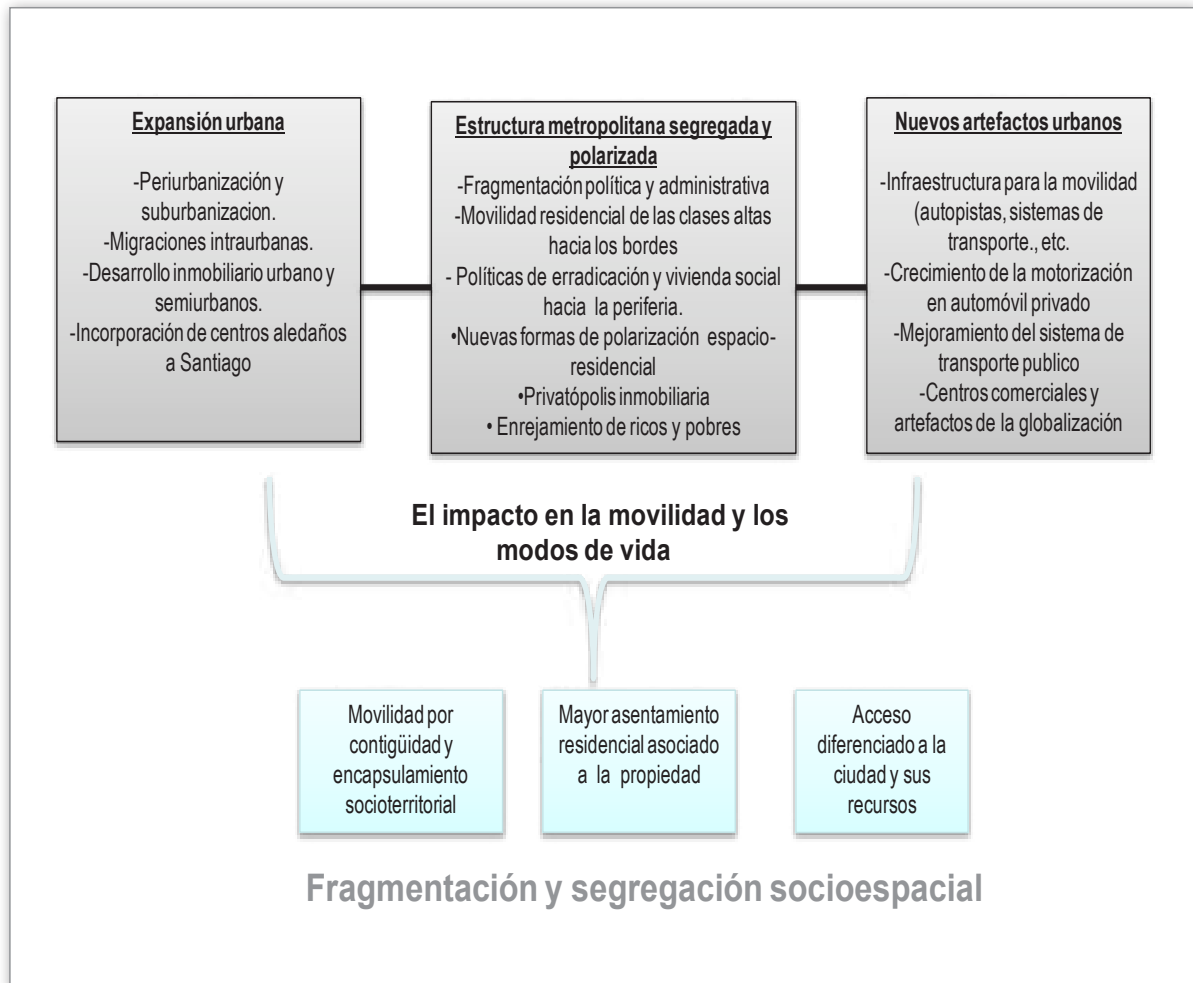 Expansión urbana
-Periurbanización y
suburbanizacion.
-Migraciones intraurbanas.
-Desarrollo inmobiliario urbano y
semiurbanos.
-Incorporación de centros aledaños
a Santiago
Estructura metropolitana segregada y
polarizada
-Fragmentación política y administrativa
-Movilidad residencial de las clases altas
hacia los bordes
- Políticas de erradicación y vivienda social
hacia la periferia.
•Nuevas formas de polarización espacio-
residencial
•Privatópolis inmobiliaria
• Enrejamiento de ricos y pobres
Nuevos artefactos urbanos
-Infraestructura para la movilidad
(autopistas, sistemas de
transporte., etc.
-Crecimiento de la motorización
en automóvil privado
-Mejoramiento del sistema de
transporte publico
-Centros comerciales y
artefactos de la globalización
El impacto en la movilidad y los
modos de vida
Movilidad por
contigüidad y
encapsulamiento
socioterritorial
Mayor asentamiento
residencial asociado
a la propiedad
Acceso
diferenciado a la
ciudad y sus
recursos
Fragmentación y segregación socioespacial